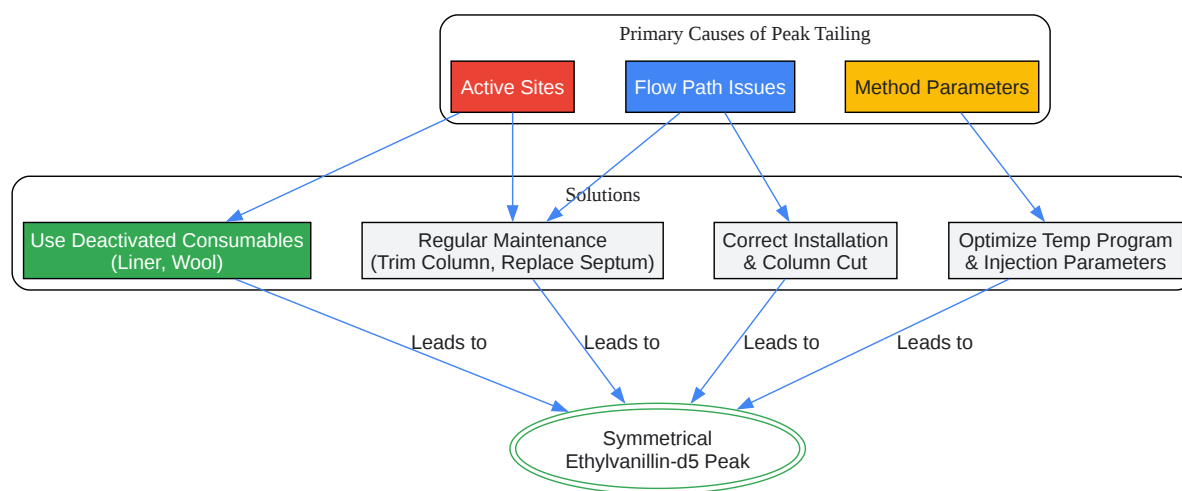 Primary Causes of Peak Tailing
Active Sites
Flow Path Issues
Method Parameters
Solutions
Use Deactivated Consumables
(Liner, Wool)
Regular Maintenance
(Trim Column, Replace Septum)
Correct Installation
& Column Cut
Optimize Temp Program
& Injection Parameters
Leads to
Leads to
Leads to
Leads to
Symmetrical
Ethylvanillin-d5 Peak